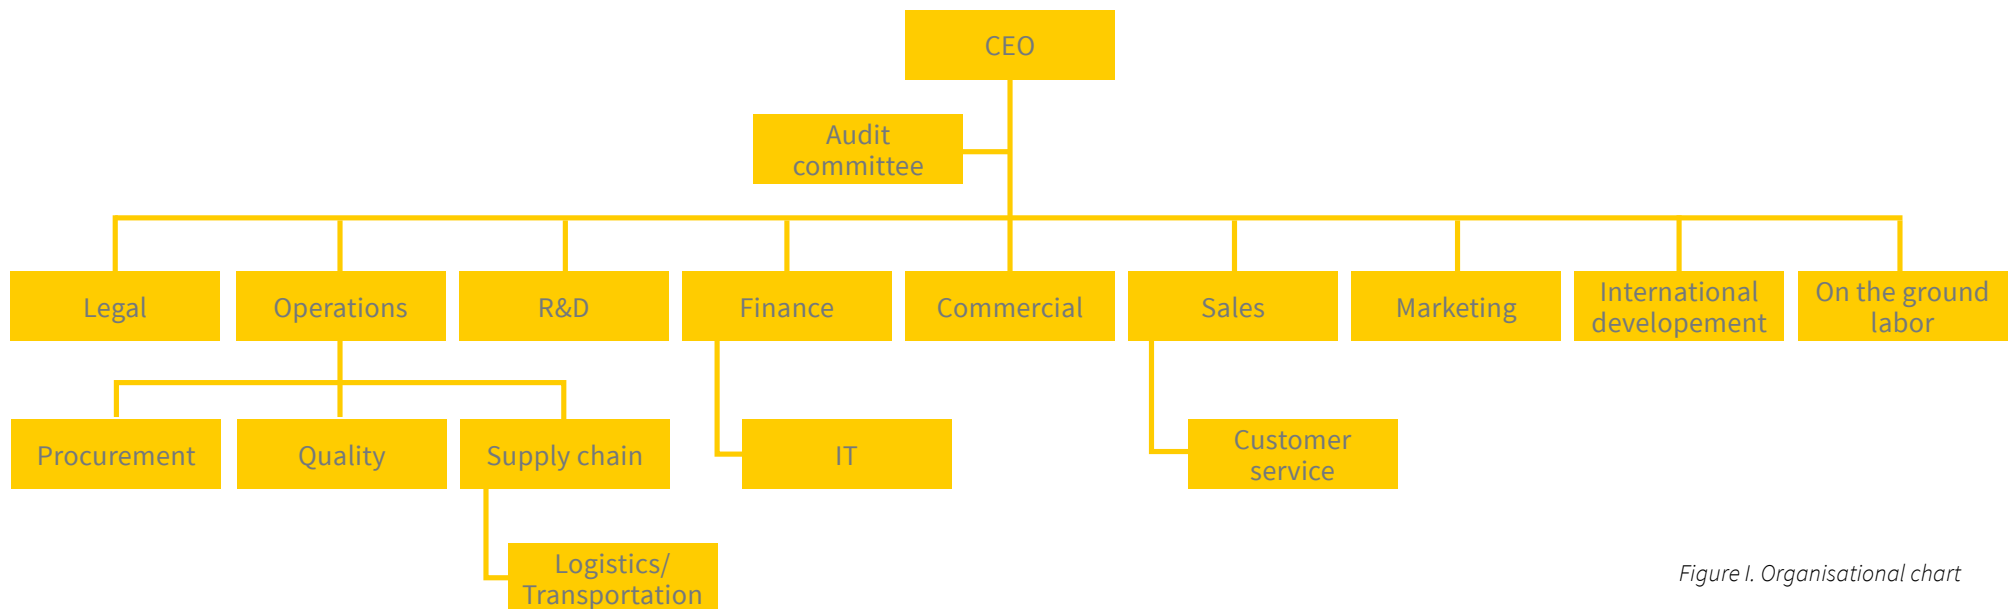 CEO
Audit
committee
Legal
Operations
R&D
Finance
Commercial
Sales
Marketing
International
developement
On the ground
labor
Procurement
Quality
Supply chain
IT
Customer
service
Logistics/
Transportation
Figure I. Organisational chart